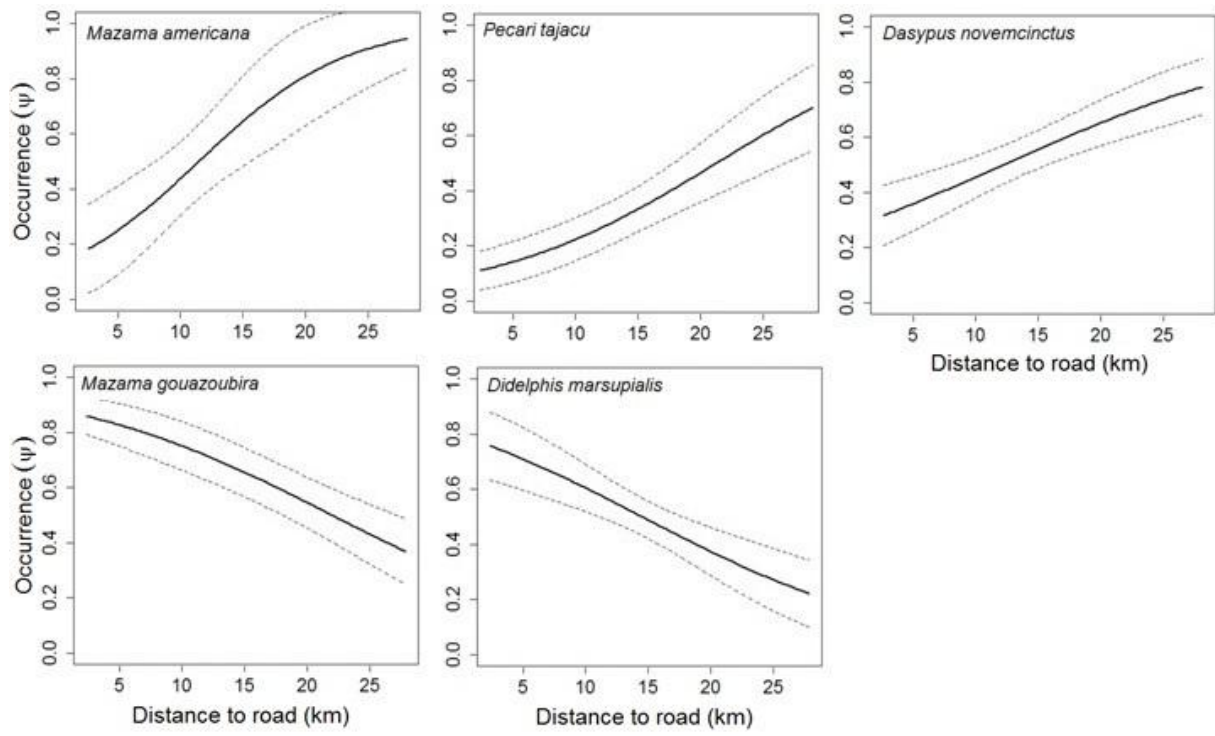 Mazama americana
Occurrence (ψ)
0.0 0.2 0.4 0.6 0.8 1.0
5 10 15 20 25
Pecari tajacu
0.0 0.2 0.4 0.6 0.8 1.0
5 10 15 20 25
Dasypus novemcinctus
0.0 0.2 0.4 0.6 0.8 1.0
5 10 15 20 25
Distance to road (km)
Mazama gouazoubira
Occurrence (ψ)
0.0 0.2 0.4 0.6 0.8 1.0
5 10 15 20 25
Distance to road (km)
Didelphis marsupialis
0.0 0.2 0.4 0.6 0.8 1.0
5 10 15 20 25
Distance to road (km)